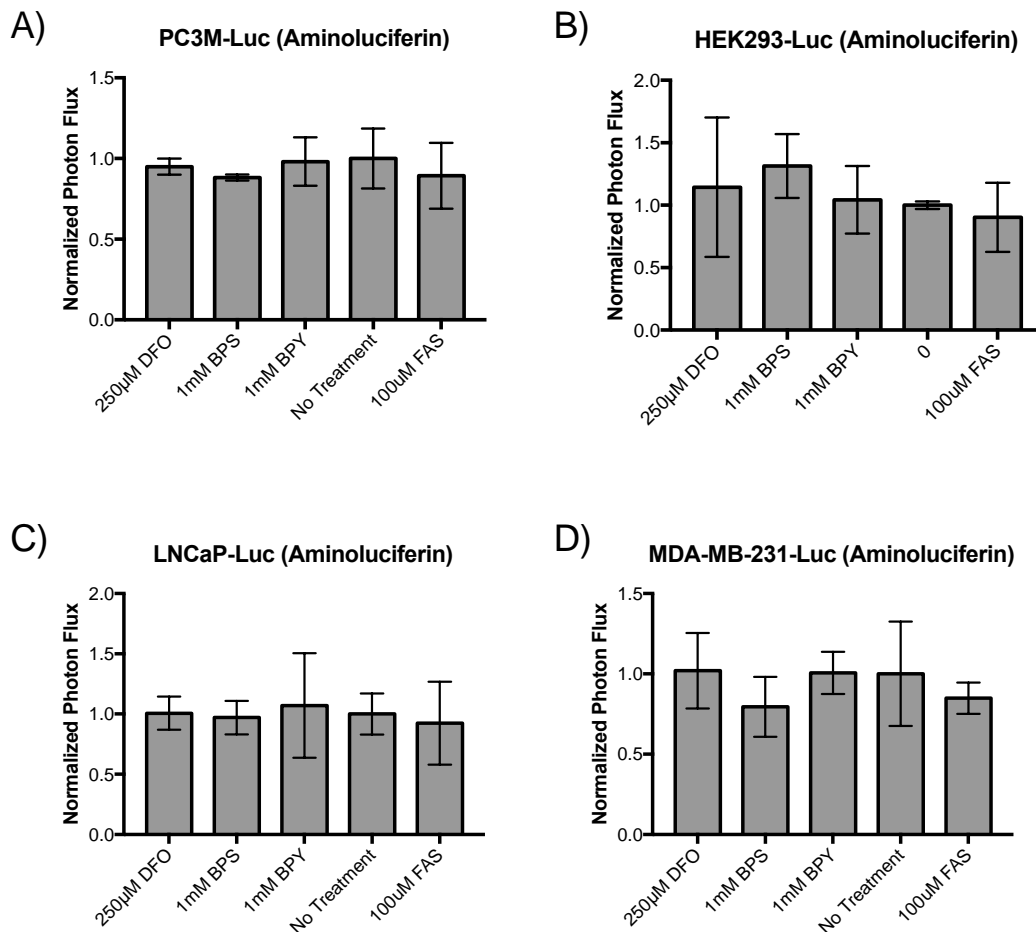 A)
PC3M-Luc (Aminoluciferin)
Normalized Photon Flux
1.5
1.0
0.5
0.0
250µM DFO
1mM BPS
1mM BPY
No Treatment
100uM FAS
B)
HEK293-Luc (Aminoluciferin)
Normalized Photon Flux
2.0
1.5
1.0
0.5
0.0
250µM DFO
1mM BPS
1mM BPY
0
100uM FAS
C)
LNCaP-Luc (Aminoluciferin)
Normalized Photon Flux
2.0
1.5
1.0
0.5
0.0
250µM DFO
1mM BPS
1mM BPY
No Treatment
100uM FAS
D)
MDA-MB-231-Luc (Aminoluciferin)
Normalized Photon Flux
1.5
1.0
0.5
0.0
250µM DFO
1mM BPS
1mM BPY
No Treatment
100uM FAS